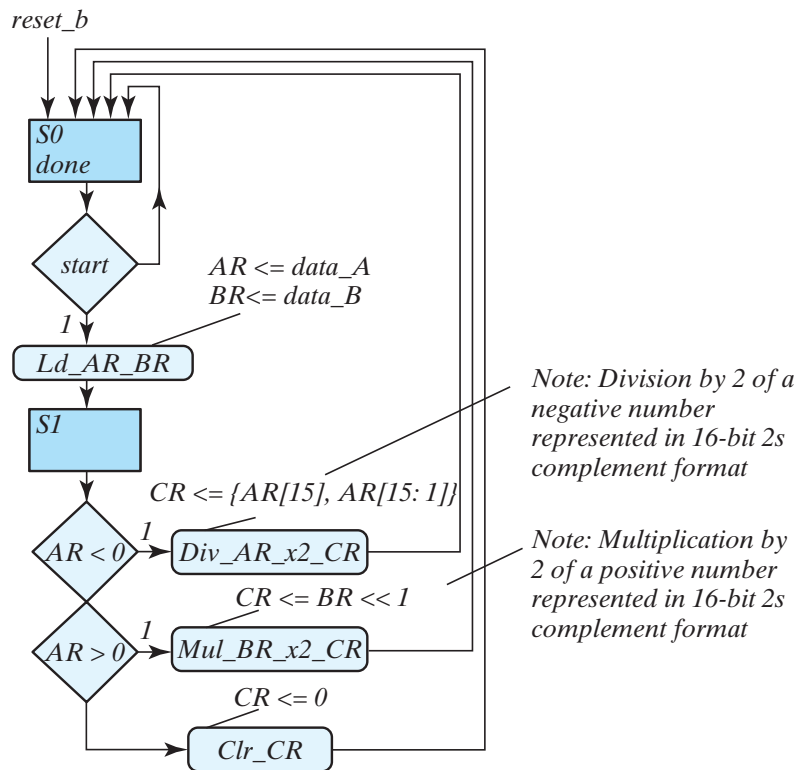 reset_b
S0
done
start
AR <= data_A
BR<= data_B
1
Ld_AR_BR
S1
Note: Division by 2 of a
negative number
represented in 16-bit 2s
complement format
CR <= {AR[15], AR[15: 1]}
AR < 0
1
Div_AR_x2_CR
Note: Multiplication by
2 of a positive number
represented in 16-bit 2s
complement format
CR <= BR << 1
AR > 0
1
Mul_BR_x2_CR
CR <= 0
Clr_CR